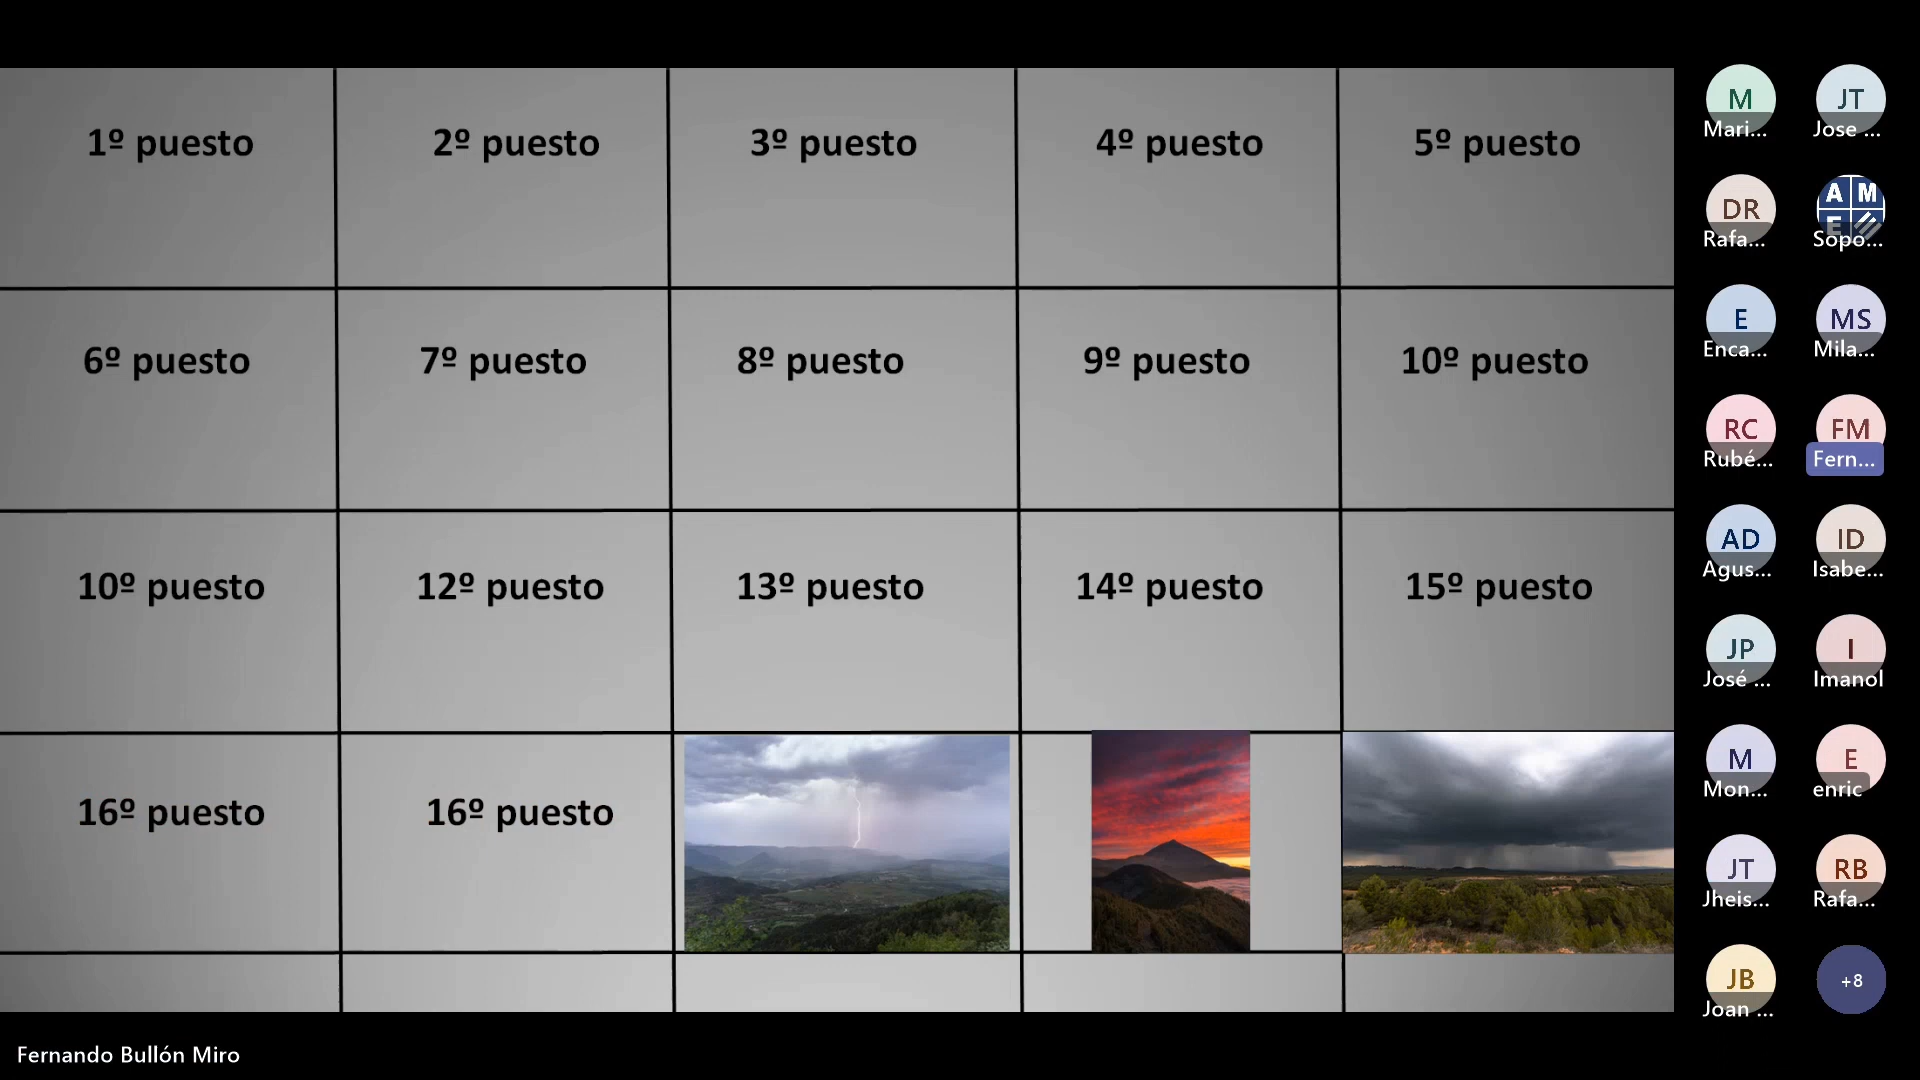 1º puesto
2º puesto
3º puesto
4º puesto
5º puesto
6º puesto
7º puesto
8º puesto
9º puesto
10º puesto
10º puesto
12º puesto
13º puesto
14º puesto
15º puesto
16º puesto
16º puesto
M
Mari...
JT
Jose ...
DR
Rafa...
A M
E
Sopo...
E
Enca...
MS
Mila...
RC
Rubé...
FM
Fern...
AD
Agus...
ID
Isabe...
JP
José ...
I
Imanol
M
Mon...
E
enric
JT
Jheis...
RB
Rafa...
JB
Joan ...
+8
Fernando Bullón Miro